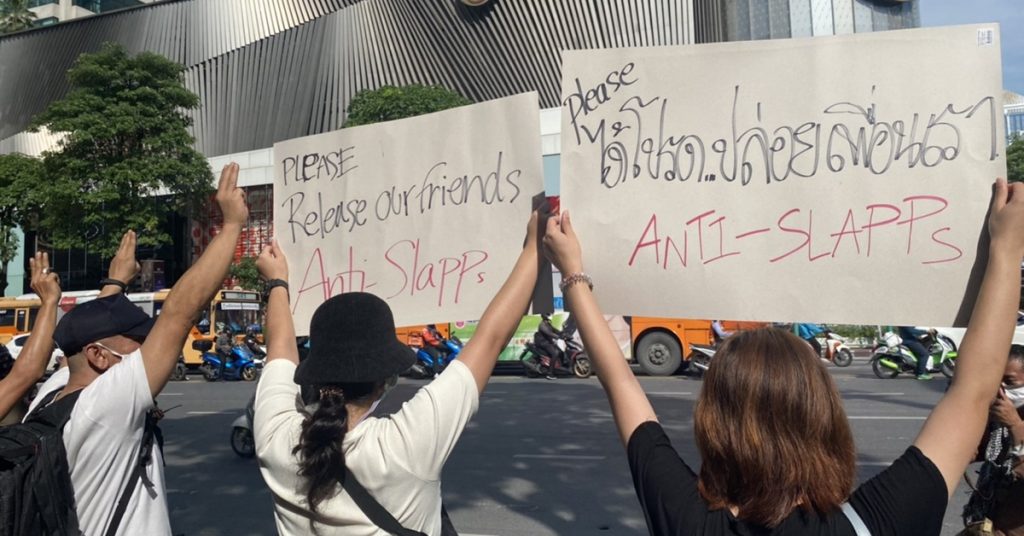 PLEASE
Release our friends
Anti-Slapps
Please
ได้โปรด..ปล่อยเพื่อนเรา
ANTI-SLAPPs